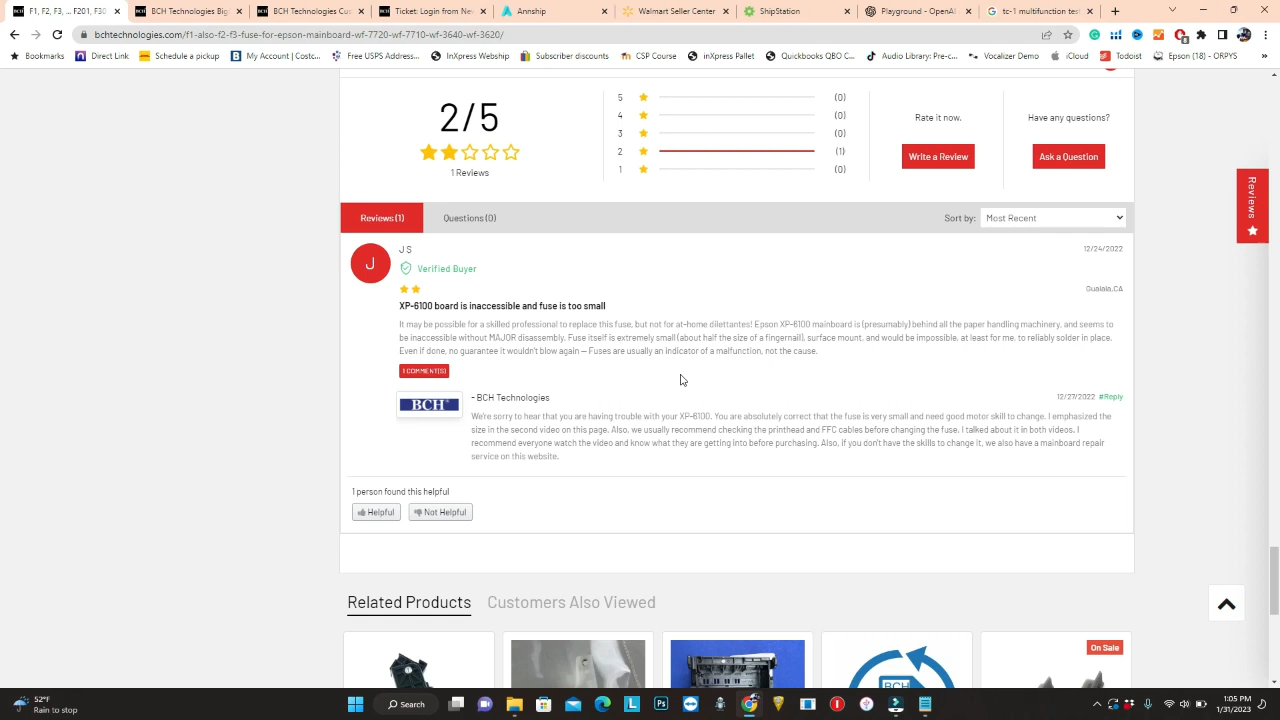 F1, F2, F3, ... F201, F30
BCH Technologies Big
BCH Technologies Cus
Ticket: Login from Nev
Annship
Walmart Seller Center
ShipStation
Playground - OpenAI
tc-1 multifunction test
bchtechnologies.com/f1-also-f2-f3-fuse-for-epson-mainboard-wf-7720-wf-7710-wf-3640-wf-3620/
Bookmarks
Direct Link
Schedule a pickup
My Account | Costc...
Free USPS Address...
InXpress Webship
Subscriber discounts
CSP Course
inXpress Pallet
Quickbooks QBO C...
Audio Library: Pre-c...
Vocalizer Demo
iCloud
Todoist
Epson (18) - ORPYS
2/5
1 Reviews
5 (0)
4 (0)
3 (0)
2 (1)
1 (0)
Rate it now.
Write a Review
Have any questions?
Ask a Question
Reviews
Reviews (1)
Questions (0)
Sort by: Most Recent
J
J S
12/24/2022
Verified Buyer
Gualala,CA
XP-6100 board is inaccessible and fuse is too small
It may be possible for a skilled professional to replace this fuse, but not for at-home dilettantes! Epson XP-6100 mainboard is (presumably) behind all the paper handling machinery, and seems to
be inaccessible without MAJOR disassembly. Fuse itself is extremely small (about half the size of a fingernail), surface mount, and would be impossible, at least for me, to reliably solder in place.
Even if done, no guarantee it wouldn't blow again — Fuses are usually an indicator of a malfunction, not the cause.
1 COMMENT(S)
BCH
- BCH Technologies
12/27/2022 #Reply
We're sorry to hear that you are having trouble with your XP-6100. You are absolutely correct that the fuse is very small and need good motor skill to change. I emphasized the
size in the second video on this page. Also, we usually recommend checking the printhead and FFC cables before changing the fuse. I talked about it in both videos. I
recommend everyone watch the video and know what they are getting into before purchasing. Also, if you don't have the skills to change it, we also have a mainboard repair
service on this website.
1 person found this helpful
Helpful
Not Helpful
Related Products
Customers Also Viewed
On Sale
BCH
52°F
Rain to stop
Search
1:05 PM
1/31/2023